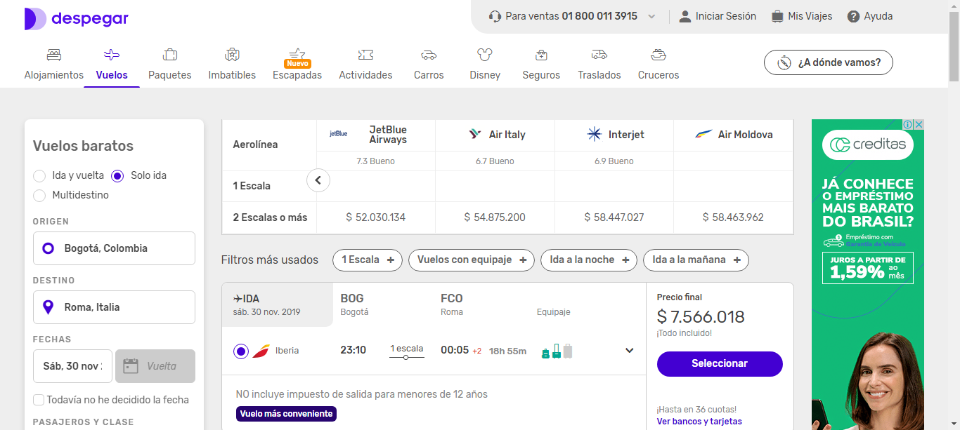 despegar
Para ventas 01 800 011 3915
Iniciar Sesión
Mis Viajes
Ayuda
Alojamientos
Vuelos
Paquetes
Imbatibles
Nuevo
Escapadas
Actividades
Carros
Disney
Seguros
Traslados
Cruceros
¿A dónde vamos?
Vuelos baratos
Ida y vuelta
Solo ida
Multidestino
ORIGEN
Bogotá, Colombia
DESTINO
Roma, Italia
FECHAS
Sáb, 30 nov
Vuelta
Todavía no he decidido la fecha
PASAJEROS Y CLASE
Aerolínea
jetBlue
JetBlue
Airways
Air Italy
Interjet
Air Moldova
7.3 Bueno
6.7 Bueno
6.9 Bueno
1 Escala
2 Escalas o más
$ 52.030.134
$ 54.875.200
$ 58.447.027
$ 58.463.962
Filtros más usados
1 Escala +
Vuelos con equipaje +
Ida a la noche +
Ida a la mañana +
IDA
sáb. 30 nov. 2019
BOG
Bogotá
FCO
Roma
Equipaje
Iberia
23:10
1 escala
00:05 +2
18h 55m
NO incluye impuesto de salida para menores de 12 años
Vuelo más conveniente
Precio final
$ 7.566.018
¡Todo incluido!
Seleccionar
¡Hasta en 36 cuotas!
Ver bancos y tarjetas
creditas
JÁ CONHECE
O EMPRÉSTIMO
MAIS BARATO
DO BRASIL?
Empréstimo com
Garantia de Veículo
JUROS A PARTIR DE
1,59% ao
mês